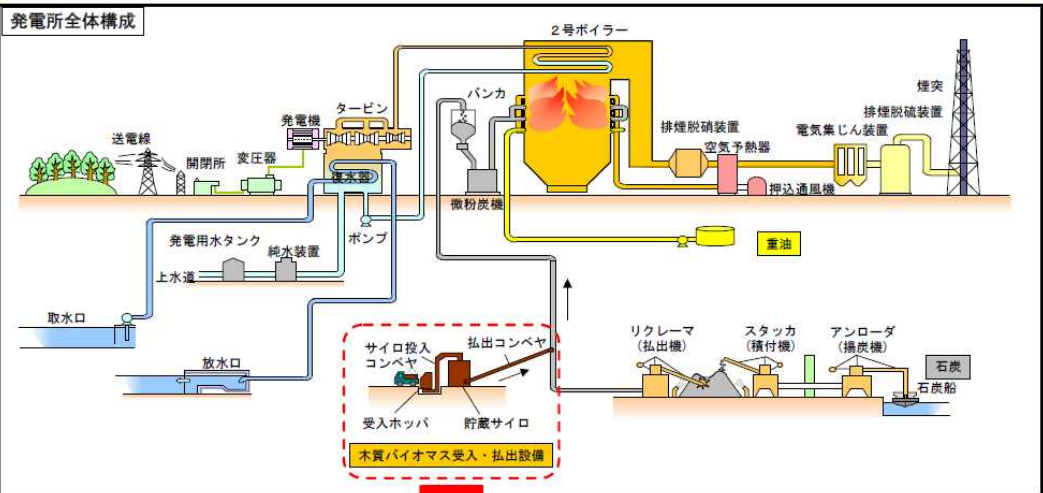 発電所全体構成
2号ボイラー
煙突
バンカ
タービン
排煙脱硫装置
発電機
排煙脱硝装置
電気集じん装置
送電線
空気予熱器
開閉所
変圧器
復水器
押込通風機
微粉炭機
ポンプ
発電用水タンク
純水装置
重油
上水道
取水口
リクレーマ
(払出機)
スタッカ
(積付機)
アンローダ
(揚炭機)
サイロ投入
コンベヤ
払出コンベヤ
放水口
石炭
石炭船
受入ホッパ
貯蔵サイロ
木質バイオマス受入・払出設備